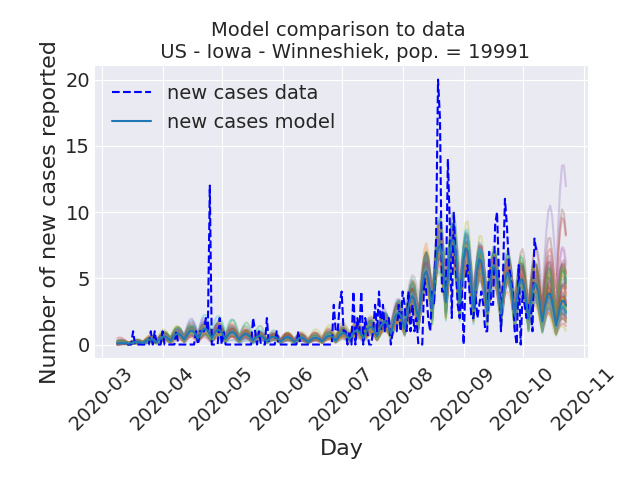 Model comparison to data
US - Iowa - Winneshiek, pop. = 19991
Number of new cases reported
20
15
10
5
0
new cases data
new cases model
2020-03
2020-04
2020-05
2020-06
2020-07
2020-08
2020-09
2020-10
2020-11
Day